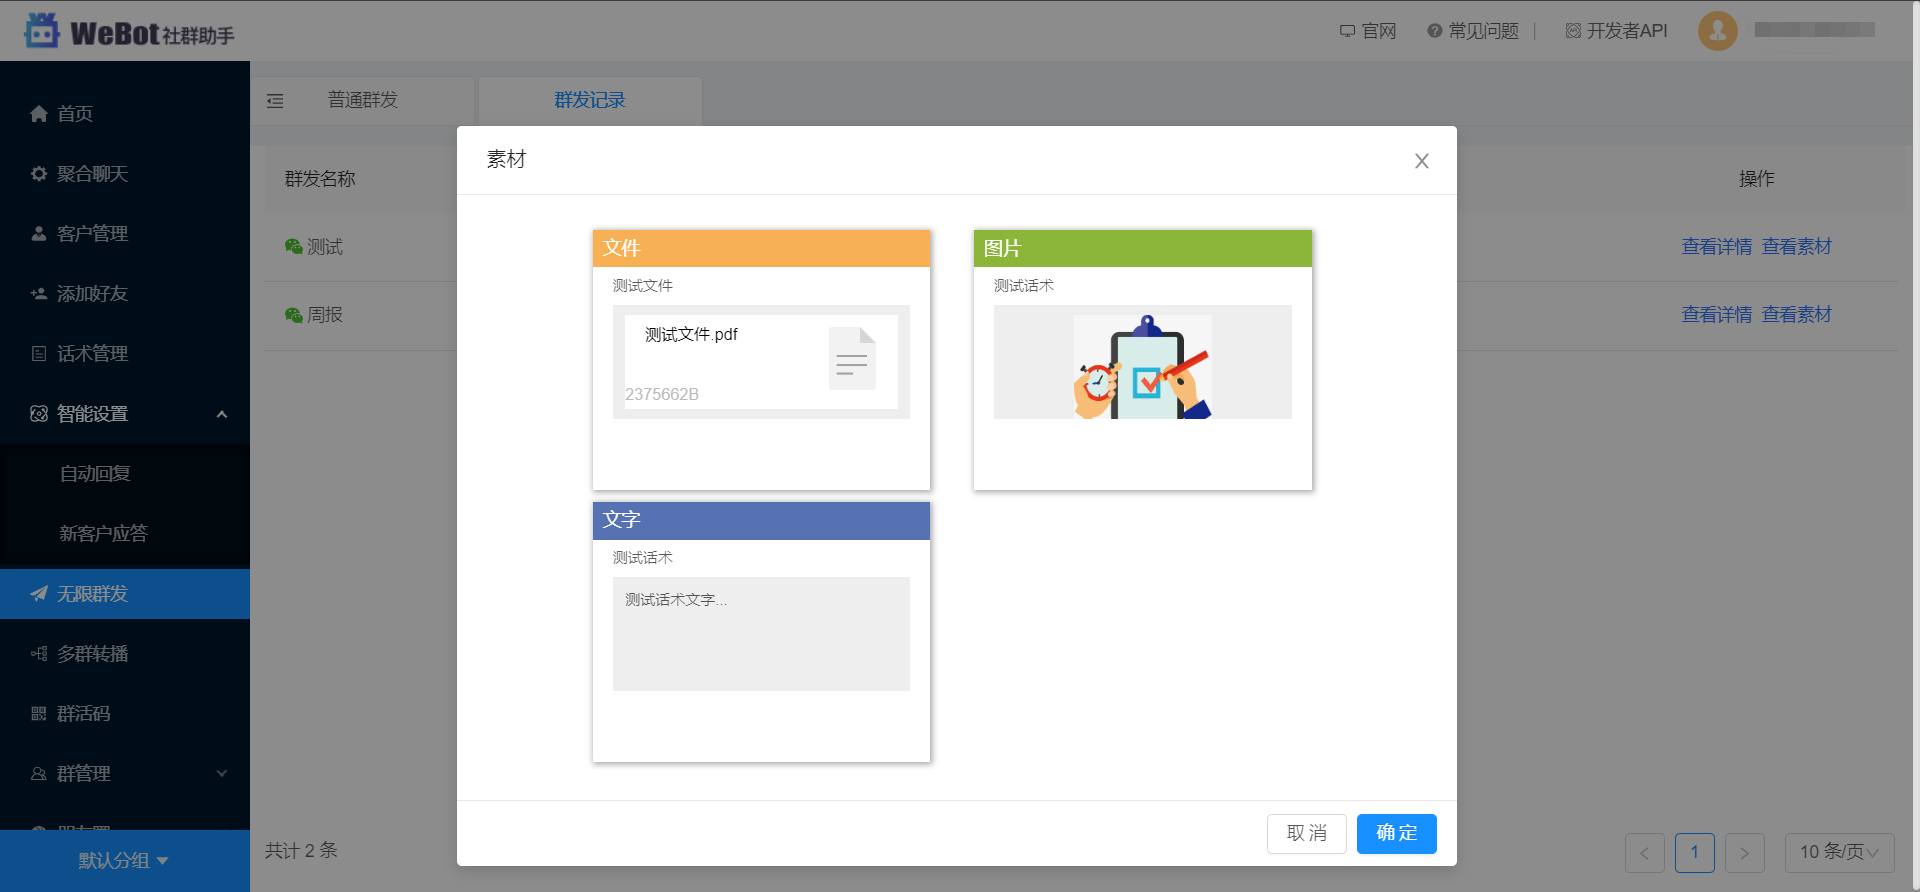 WeBot社群助手
官网
常见问题
开发者API
首页
聚合聊天
客户管理
添加好友
话术管理
智能设置
自动回复
新客户应答
无限群发
多群转播
群活码
群管理
默认分组
普通群发
群发记录
群发名称
操作
测试
查看详情 查看素材
周报
查看详情 查看素材
共计 2 条
1
10 条/页
素材
文件
测试文件
测试文件.pdf
2375662B
图片
测试话术
文字
测试话术
测试话术文字...
取 消
确 定